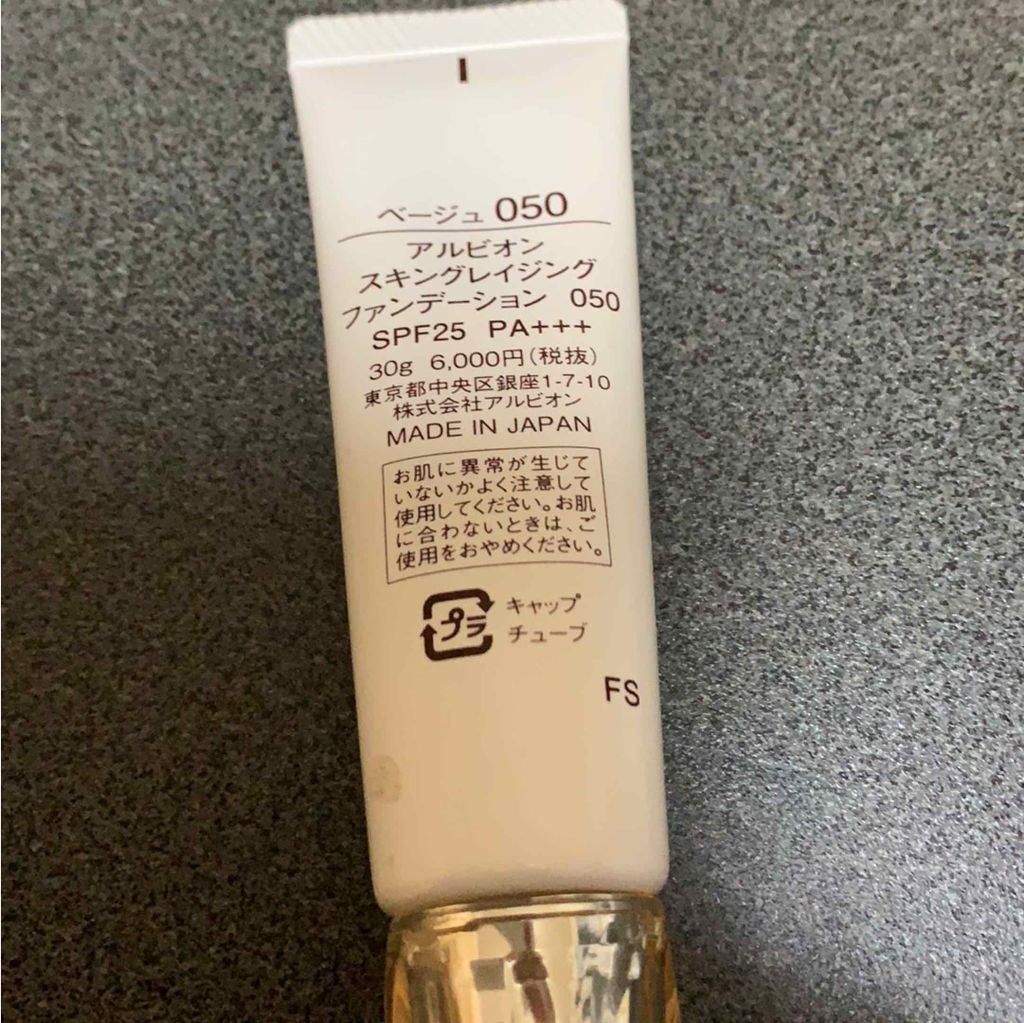 ベージュ 050
アルビオン
スキングレイジング
ファンデーション 050
SPF25 PA+++
30g 6,000円(税抜)
東京都中央区銀座1-7-10
株式会社アルビオン
MADE IN JAPAN
お肌に異常が生じて
いないかよく注意して
使用してください。お肌
に合わないときは、ご
使用をおやめください。
プラ キャップ
チューブ
FS